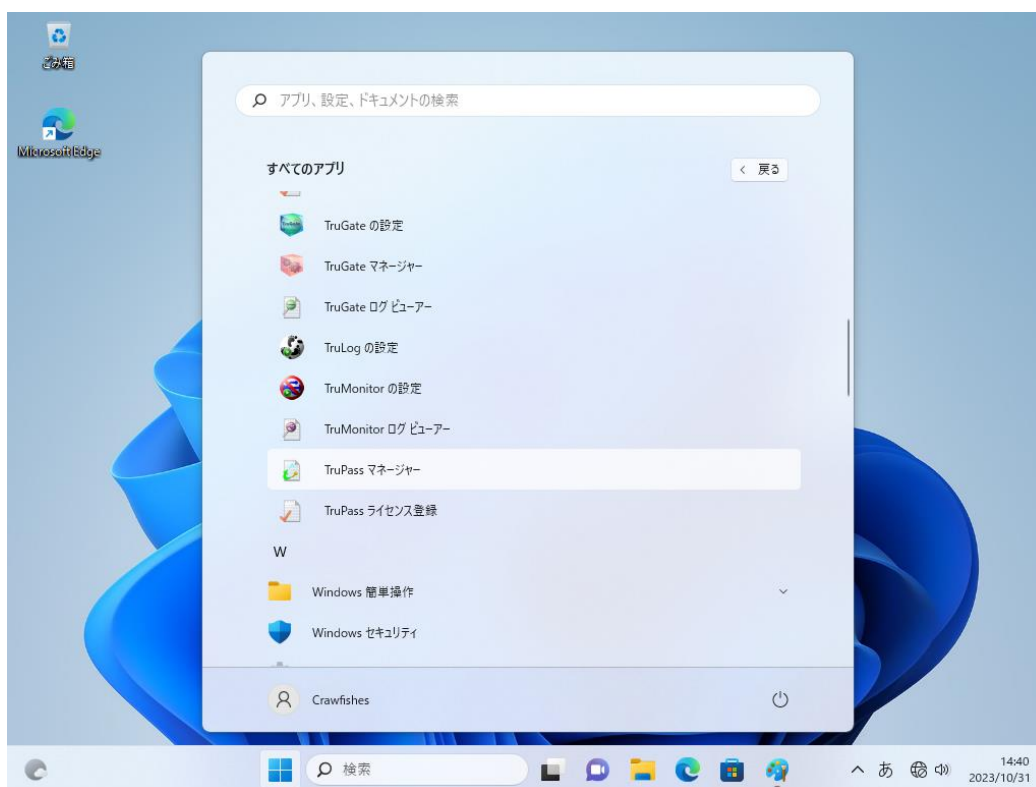 ごみ箱
Microsoft Edge
アプリ、設定、ドキュメントの検索
すべてのアプリ
戻る
TruGate の設定
TruGate マネージャー
TruGate ログ ビューアー
TruLog の設定
TruMonitor の設定
TruMonitor ログ ビューアー
TruPass マネージャー
TruPass ライセンス登録
W
Windows 簡単操作
Windows セキュリティ
Crawfishes
検索
あ
14:40
2023/10/31